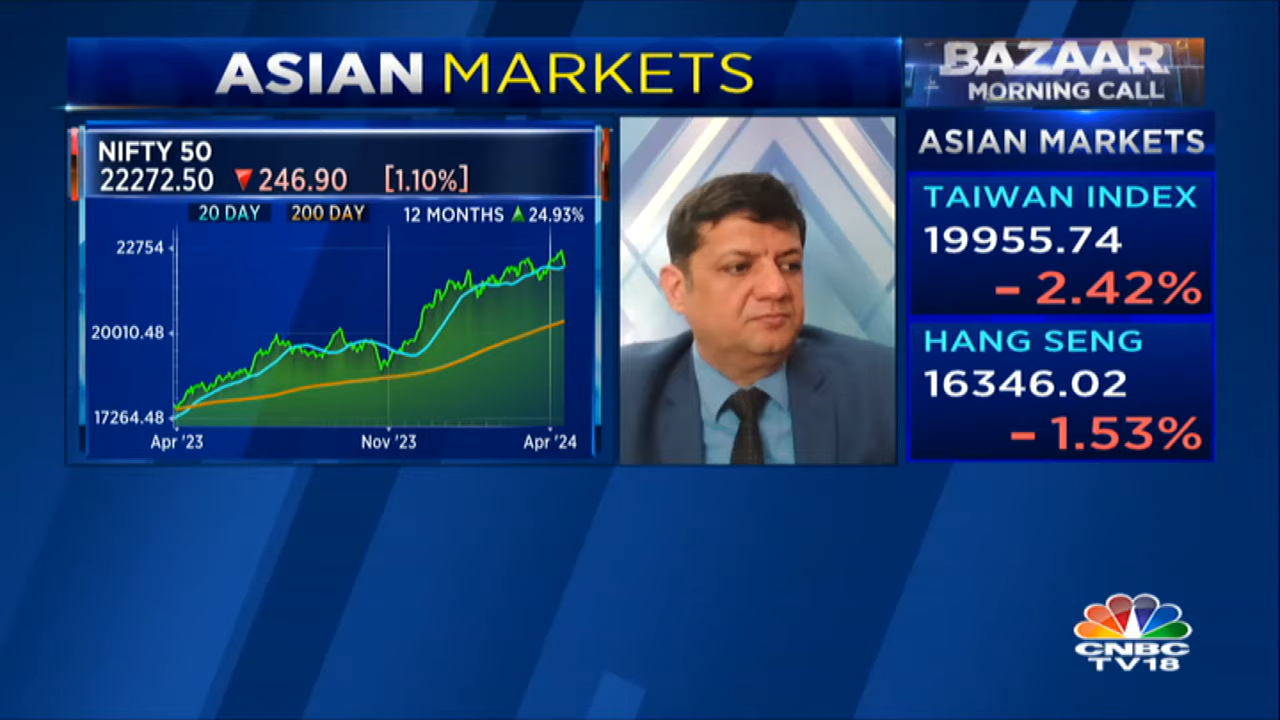 ASIAN MARKETS
BAZAAR
MORNING CALL
NIFTY 50
22272.50 ▼ 246.90 [1.10%]
20 DAY 200 DAY 12 MONTHS ▲ 24.93%
22754
20010.48
17264.48
Apr '23 Nov '23 Apr '24
ASIAN MARKETS
TAIWAN INDEX
19955.74
– 2.42%
HANG SENG
16346.02
– 1.53%
CNBC
TV18